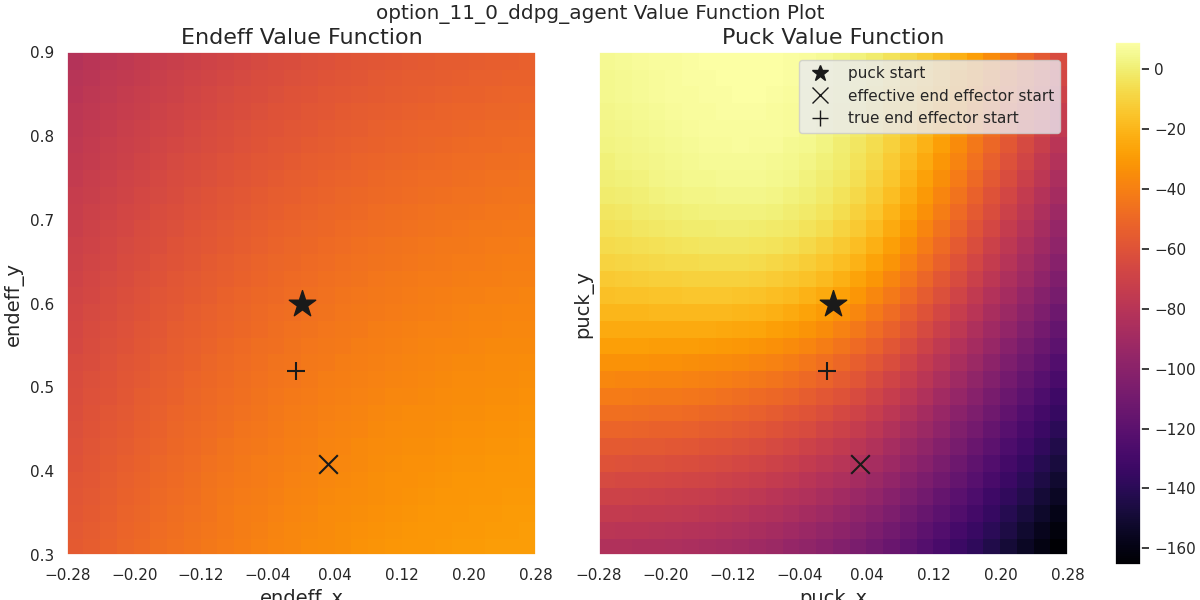 option_11_0_ddpg_agent Value Function Plot
Endeff Value Function
Puck Value Function
puck start
effective end effector start
true end effector start
endeff_y
0.9
0.8
0.7
0.6
0.5
0.4
0.3
−0.28 −0.20 −0.12 −0.04 0.04 0.12 0.20 0.28
endeff_x
puck_y
−0.28 −0.20 −0.12 −0.04 0.04 0.12 0.20 0.28
puck_x
0
−20
−40
−60
−80
−100
−120
−140
−160